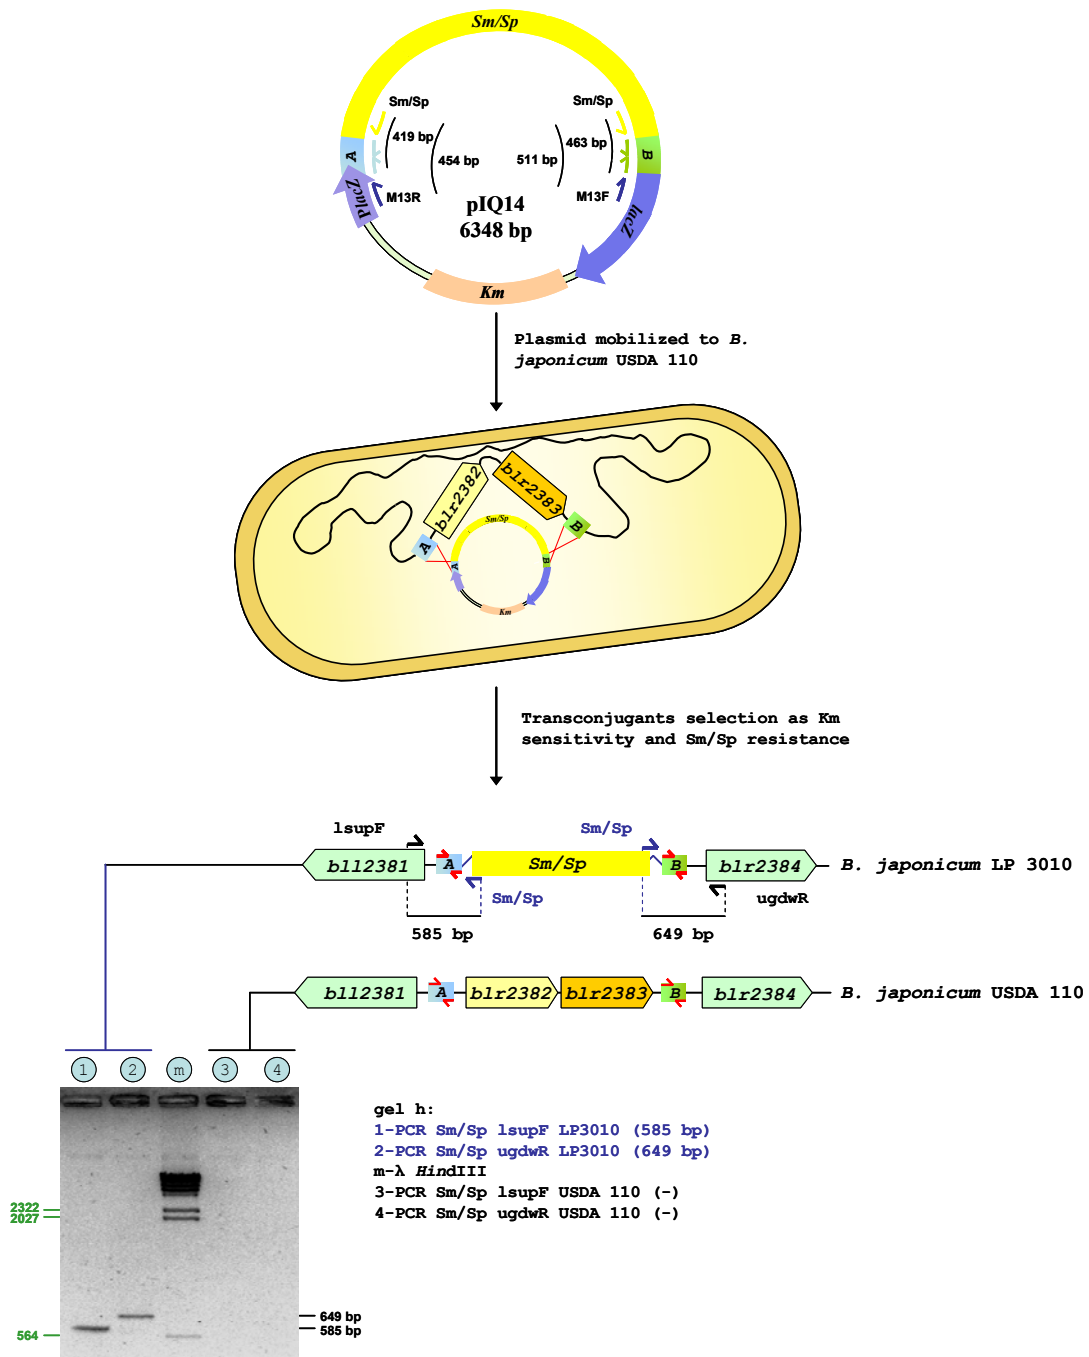 Sm/Sp
Sm/Sp
Sm/Sp
419 bp
463 bp
454 bp
511 bp
A
B
PlacZ
M13R
M13F
lacZ
pIQ14
6348 bp
Km
Plasmid mobilized to B.
japonicum USDA 110
blr2382
blr2383
A
B
Sm/Sp
A
B
Km
Transconjugants selection as Km
sensitivity and Sm/Sp resistance
lsupF
Sm/Sp
bll2381
A
Sm/Sp
B
blr2384
B. japonicum LP 3010
Sm/Sp
ugdwR
585 bp
649 bp
bll2381
A
blr2382
blr2383
B
blr2384
B. japonicum USDA 110
1
2
m
3
4
gel h:
1-PCR Sm/Sp lsupF LP3010 (585 bp)
2-PCR Sm/Sp ugdwR LP3010 (649 bp)
m-λ HindIII
3-PCR Sm/Sp lsupF USDA 110 (-)
4-PCR Sm/Sp ugdwR USDA 110 (-)
2322
2027
649 bp
585 bp
564